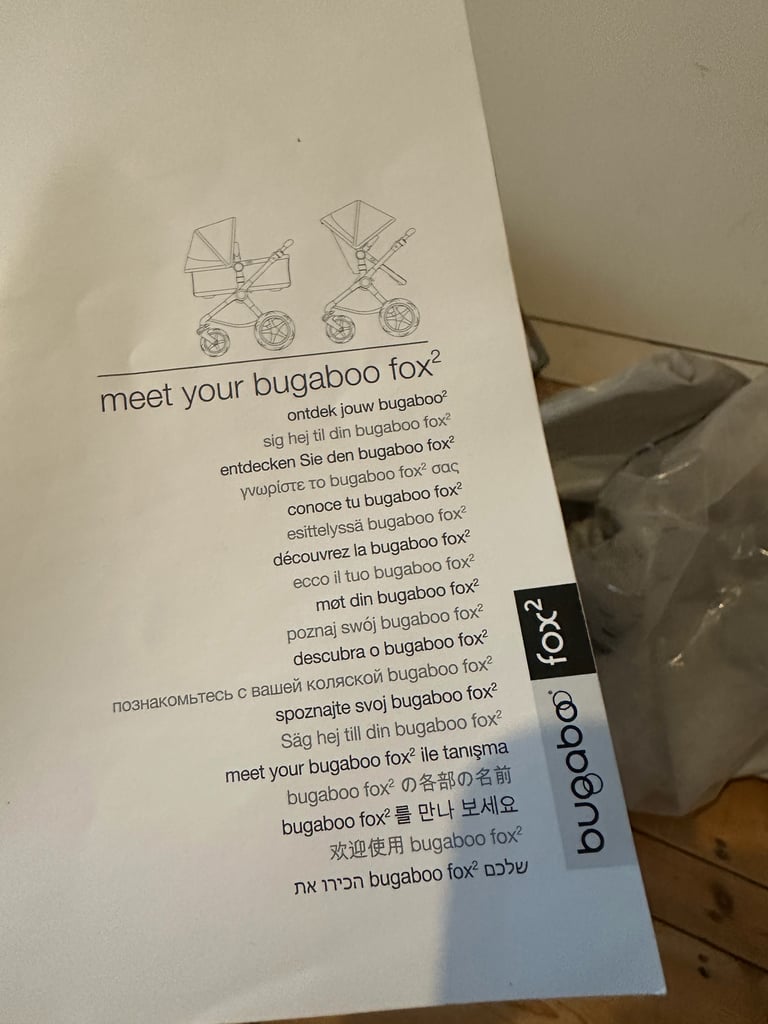 meet your bugaboo fox²
ontdek jouw bugaboo²
sig hej til din bugaboo fox²
entdecken Sie den bugaboo fox²
γνωρίστε το bugaboo fox² σας
conoce tu bugaboo fox²
esittelyssä bugaboo fox²
découvrez la bugaboo fox²
ecco il tuo bugaboo fox²
møt din bugaboo fox²
poznaj swój bugaboo fox²
descubra o bugaboo fox²
познакомьтесь с вашей коляской bugaboo fox²
spoznajte svoj bugaboo fox²
Säg hej till din bugaboo fox²
meet your bugaboo fox² ile tanışma
bugaboo fox² の各部の名前
bugaboo fox² 를 만나 보세요
欢迎使用 bugaboo fox²
הכירו את bugaboo fox² שלכם
bugaboo fox²